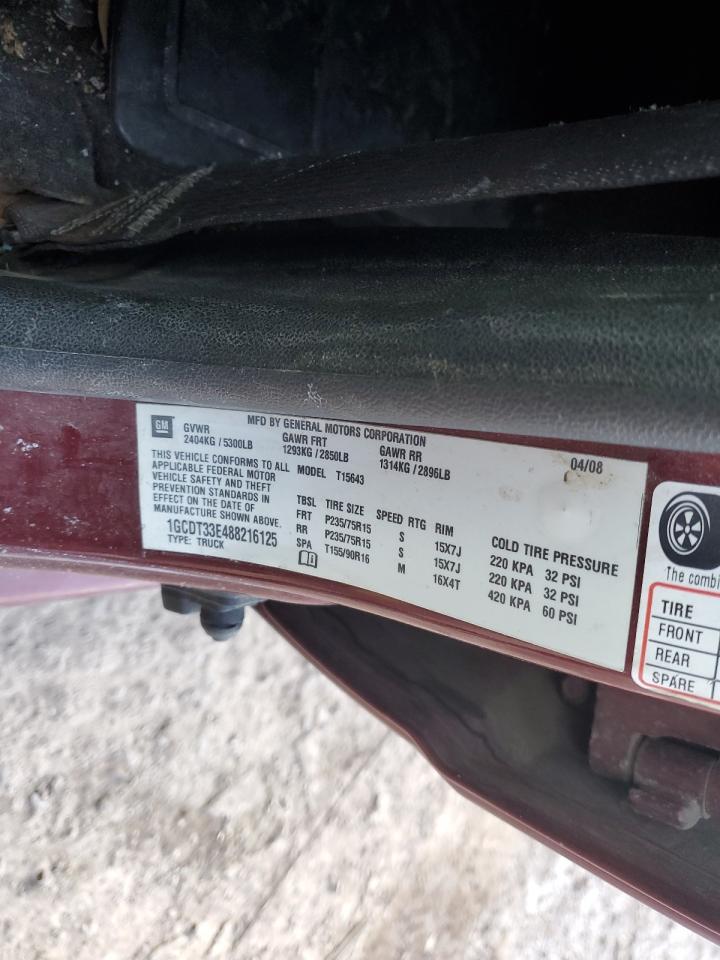 GM
MFD BY GENERAL MOTORS CORPORATION
04/08
GVWR GAWR FRT GAWR RR
2404KG / 5300LB 1293KG / 2850LB 1314KG / 2896LB
THIS VEHICLE CONFORMS TO ALL
APPLICABLE FEDERAL MOTOR
VEHICLE SAFETY AND THEFT
PREVENTION STANDARDS IN
EFFECT ON THE DATE OF
MANUFACTURE SHOWN ABOVE.
1GCDT33E488216125
TYPE: TRUCK
MODEL T15643
TBSL TIRE SIZE SPEED RTG RIM COLD TIRE PRESSURE
FRT P235/75R15 S 15X7J 220 KPA 32 PSI
RR P235/75R15 S 15X7J 220 KPA 32 PSI
SPA T155/90R16 M 16X4T 420 KPA 60 PSI
The combi
TIRE
FRONT
REAR
SPARE